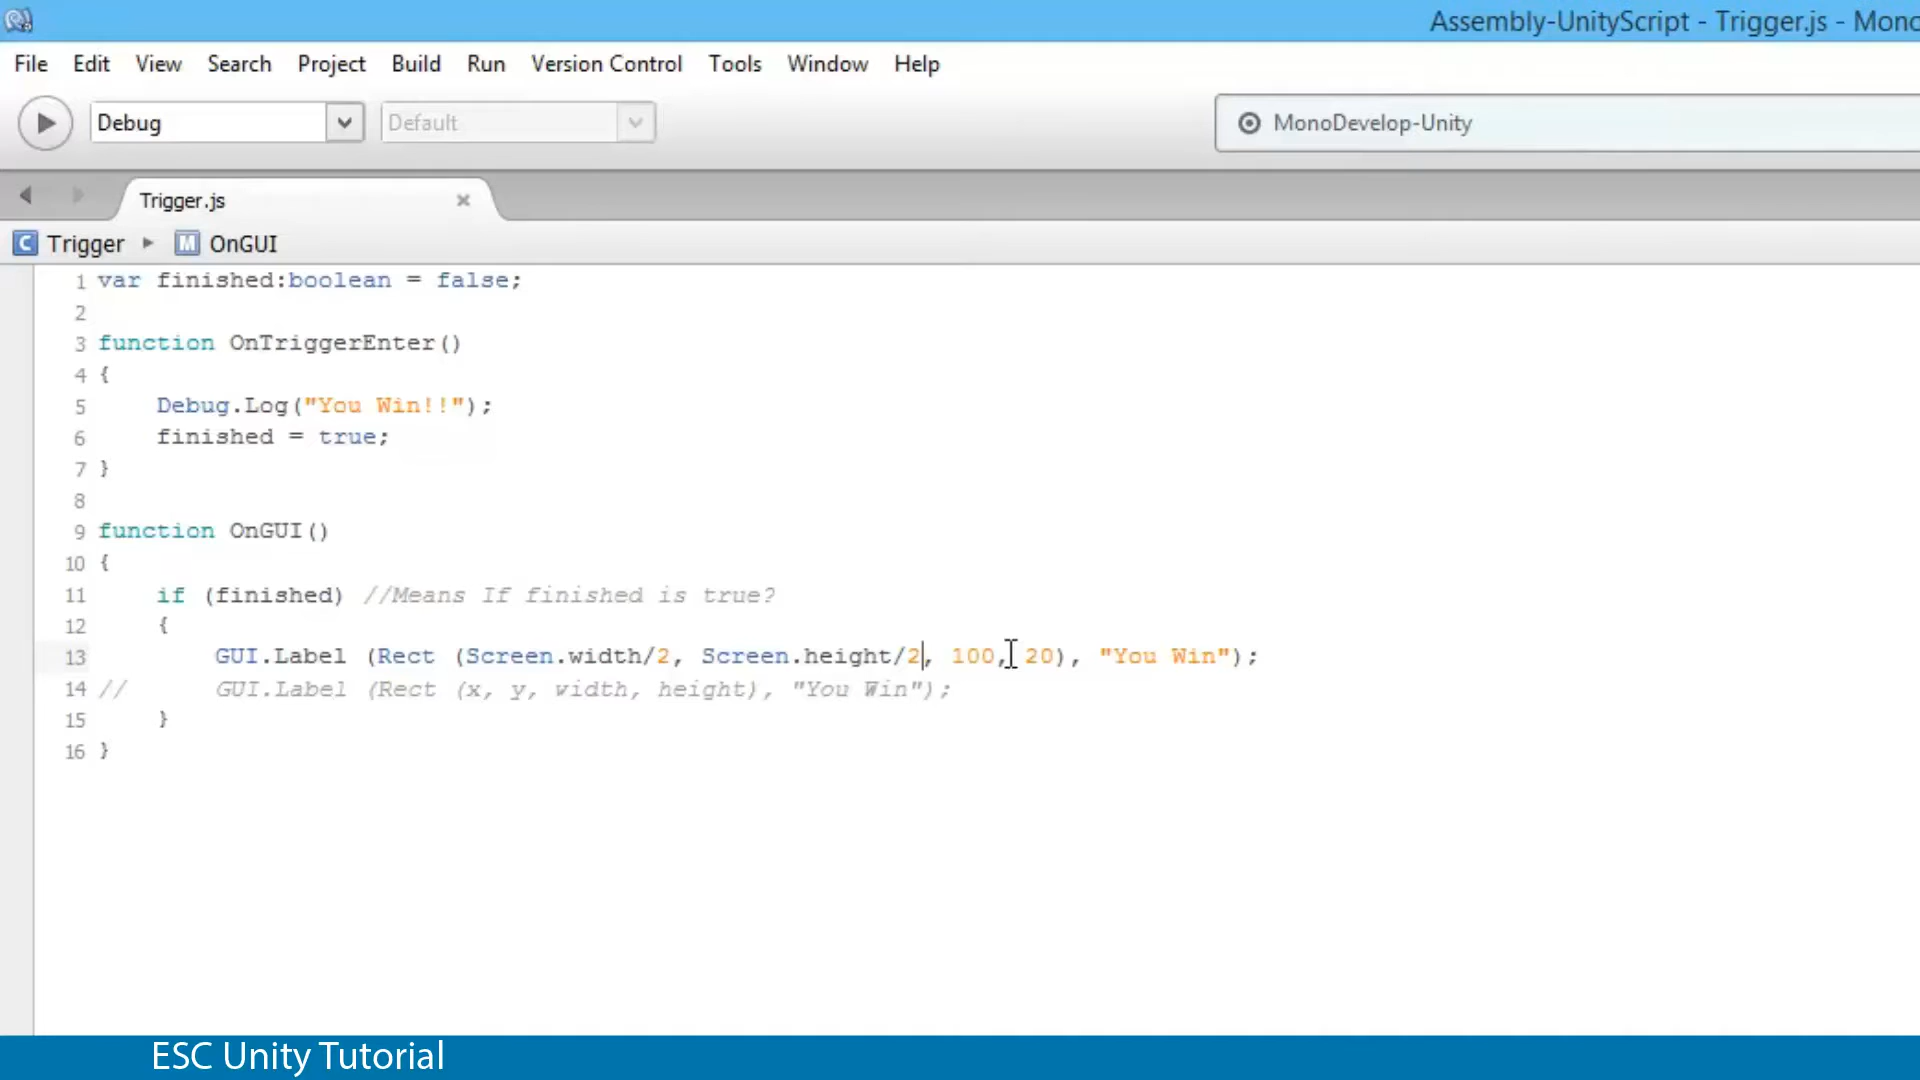 Assembly-UnityScript - Trigger.js - Mono
File Edit View Search Project Build Run Version Control Tools Window Help
Debug Default MonoDevelop-Unity
Trigger.js
C Trigger M OnGUI
1 var finished:boolean = false;
2
3 function OnTriggerEnter()
4 {
5 Debug.Log("You Win!!");
6 finished = true;
7 }
8
9 function OnGUI()
10 {
11 if (finished) //Means If finished is true?
12 {
13 GUI.Label (Rect (Screen.width/2, Screen.height/2, 100, 20), "You Win");
14 // GUI.Label (Rect (x, y, width, height), "You Win");
15 }
16 }
ESC Unity Tutorial